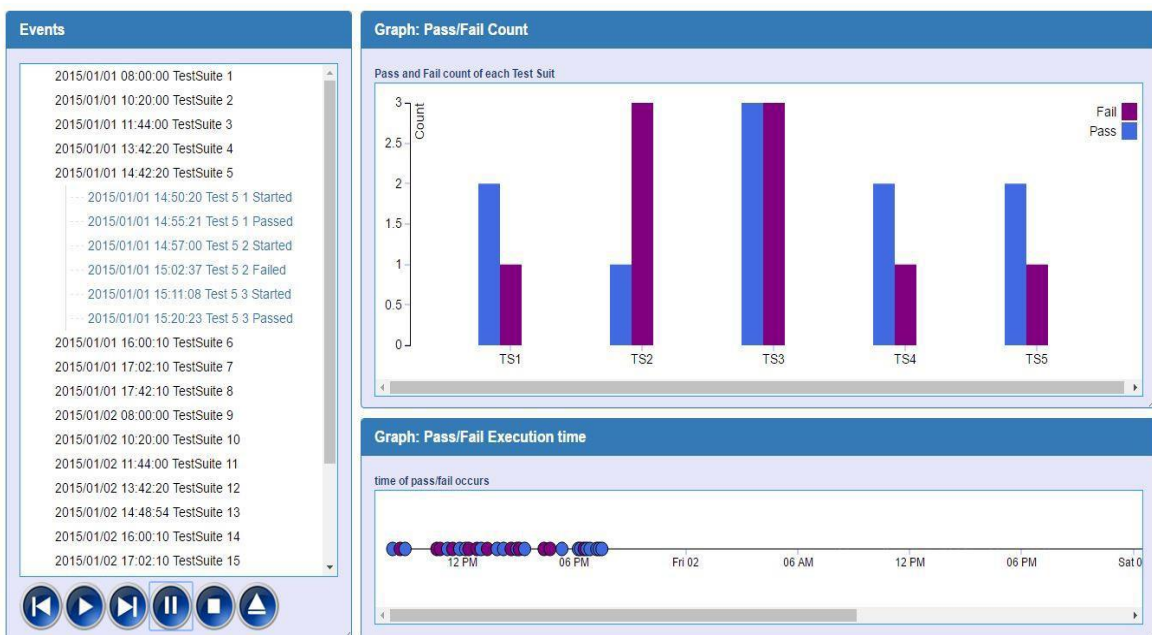 Events
2015/01/01 08:00:00 TestSuite 1
2015/01/01 10:20:00 TestSuite 2
2015/01/01 11:44:00 TestSuite 3
2015/01/01 13:42:20 TestSuite 4
2015/01/01 14:42:20 TestSuite 5
2015/01/01 14:50:20 Test 5 1 Started
2015/01/01 14:55:21 Test 5 1 Passed
2015/01/01 14:57:00 Test 5 2 Started
2015/01/01 15:02:37 Test 5 2 Failed
2015/01/01 15:11:08 Test 5 3 Started
2015/01/01 15:20:23 Test 5 3 Passed
2015/01/01 16:00:10 TestSuite 6
2015/01/01 17:02:10 TestSuite 7
2015/01/01 17:42:10 TestSuite 8
2015/01/02 08:00:00 TestSuite 9
2015/01/02 10:20:00 TestSuite 10
2015/01/02 11:44:00 TestSuite 11
2015/01/02 13:42:20 TestSuite 12
2015/01/02 14:48:54 TestSuite 13
2015/01/02 16:00:10 TestSuite 14
2015/01/02 17:02:10 TestSuite 15
Graph: Pass/Fail Count
Pass and Fail count of each Test Suit
Count
3
2.5
2
1.5
1
0.5
0
Fail
Pass
TS1 TS2 TS3 TS4 TS5
Graph: Pass/Fail Execution time
time of pass/fail occurs
12 PM 06 PM Fri 02 06 AM 12 PM 06 PM Sat 0